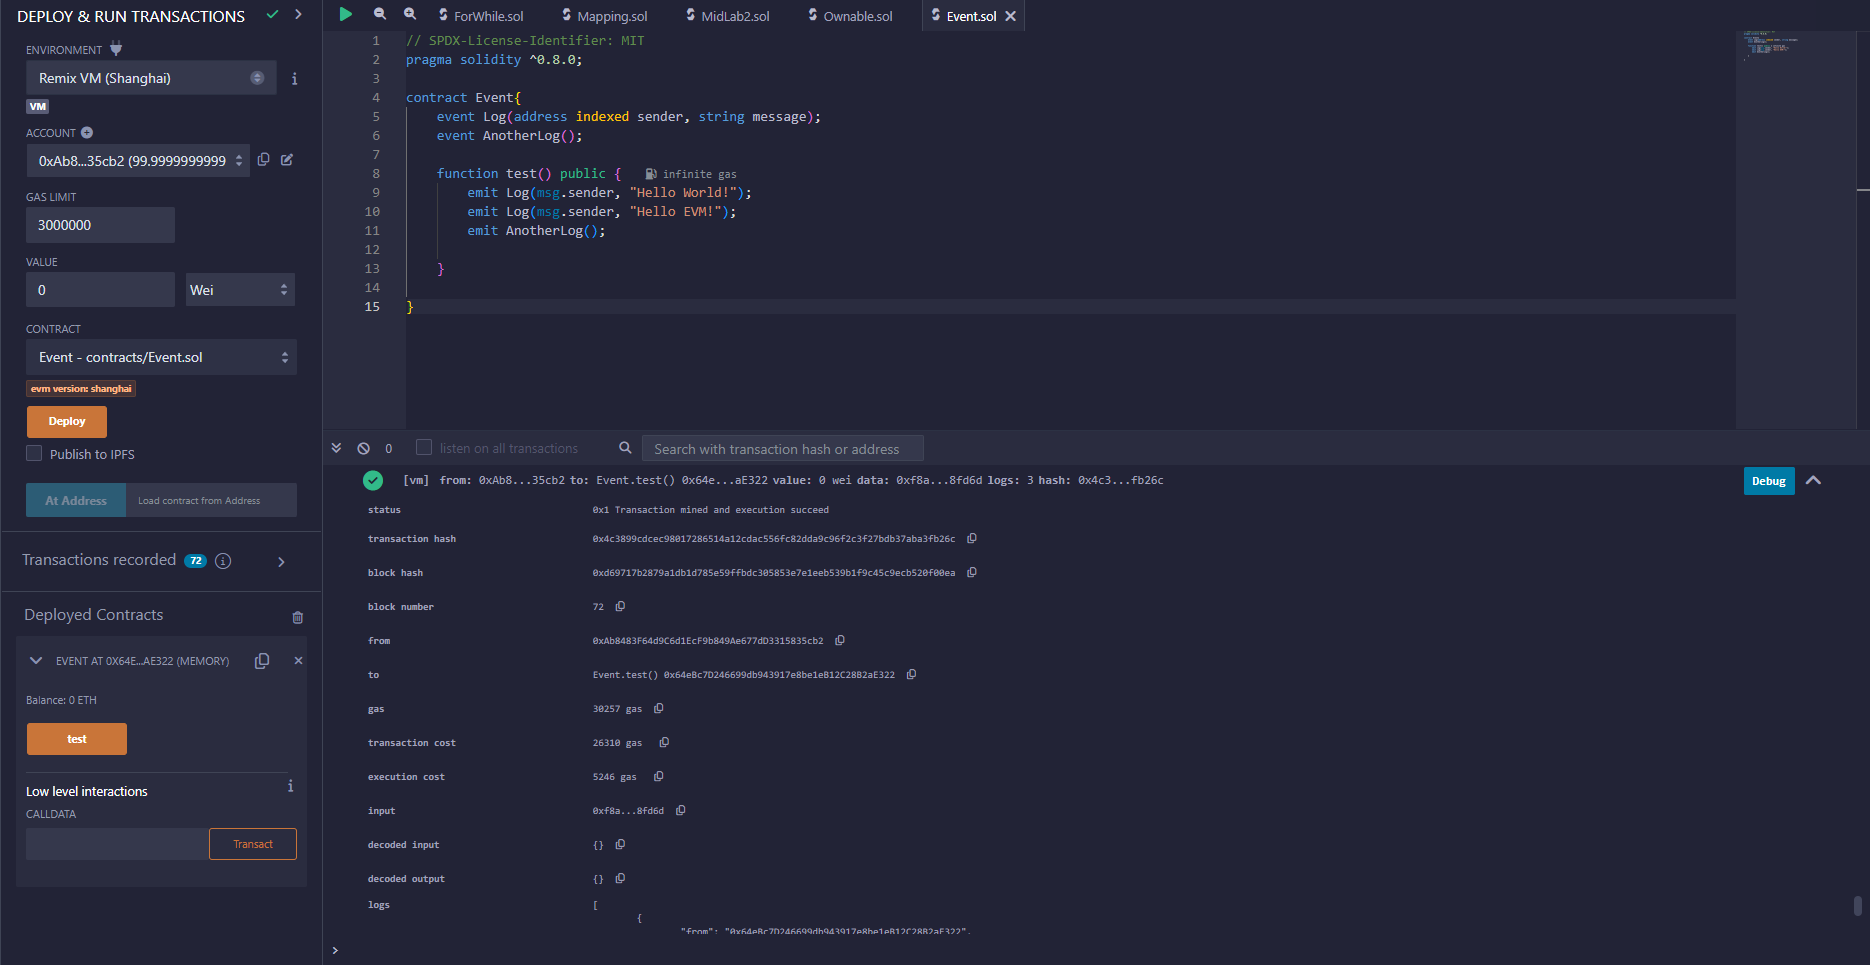 DEPLOY & RUN TRANSACTIONS
ENVIRONMENT
Remix VM (Shanghai)
VM
ACCOUNT
0xAb8...35cb2 (99.9999999999
GAS LIMIT
3000000
VALUE
0
Wei
CONTRACT
Event - contracts/Event.sol
evm version: shanghai
Deploy
Publish to IPFS
At Address
Load contract from Address
Transactions recorded 72
Deployed Contracts
EVENT AT 0X64E...AE322 (MEMORY)
Balance: 0 ETH
test
Low level interactions
CALLDATA
Transact
ForWhile.sol
Mapping.sol
MidLab2.sol
Ownable.sol
Event.sol
1 // SPDX-License-Identifier: MIT
2 pragma solidity ^0.8.0;
3
4 contract Event{
5 event Log(address indexed sender, string message);
6 event AnotherLog();
7
8 function test() public { infinite gas
9 emit Log(msg.sender, "Hello World!");
10 emit Log(msg.sender, "Hello EVM!");
11 emit AnotherLog();
12
13 }
14
15 }
0
listen on all transactions
Search with transaction hash or address
[vm] from: 0xAb8...35cb2 to: Event.test() 0x64e...aE322 value: 0 wei data: 0xf8a...8fd6d logs: 3 hash: 0x4c3...fb26c
Debug
status 0x1 Transaction mined and execution succeed
transaction hash 0x4c3899cdcec98017286514a12cdac556fc82dda9c96f2c3f27bdb37aba3fb26c
block hash 0xd69717b2879a1db1d785e59ffbdc305853e7e1eeb539b1f9c45c9ecb520f00ea
block number 72
from 0xAb8483F64d9C6d1EcF9b849Ae677dD3315835cb2
to Event.test() 0x64eBc7D246699db943917e8be1eB12C28B2aE322
gas 30257 gas
transaction cost 26310 gas
execution cost 5246 gas
input 0xf8a...8fd6d
decoded input {}
decoded output {}
logs [
{
"from": "0x64eBc7D246699db943917e8be1eB12C28B2aE322",
>